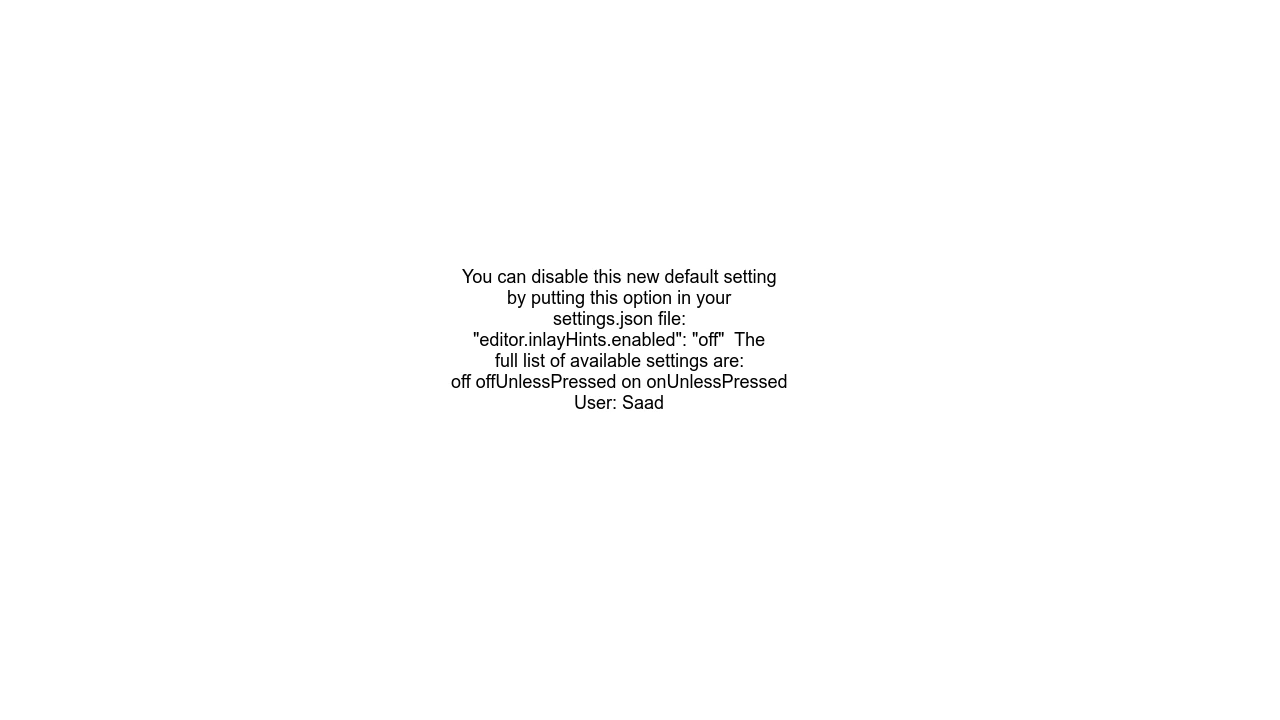 You can disable this new default setting
by putting this option in your
settings.json file:
"editor.inlayHints.enabled": "off"  The
full list of available settings are:
off offUnlessPressed on onUnlessPressed
User: Saad